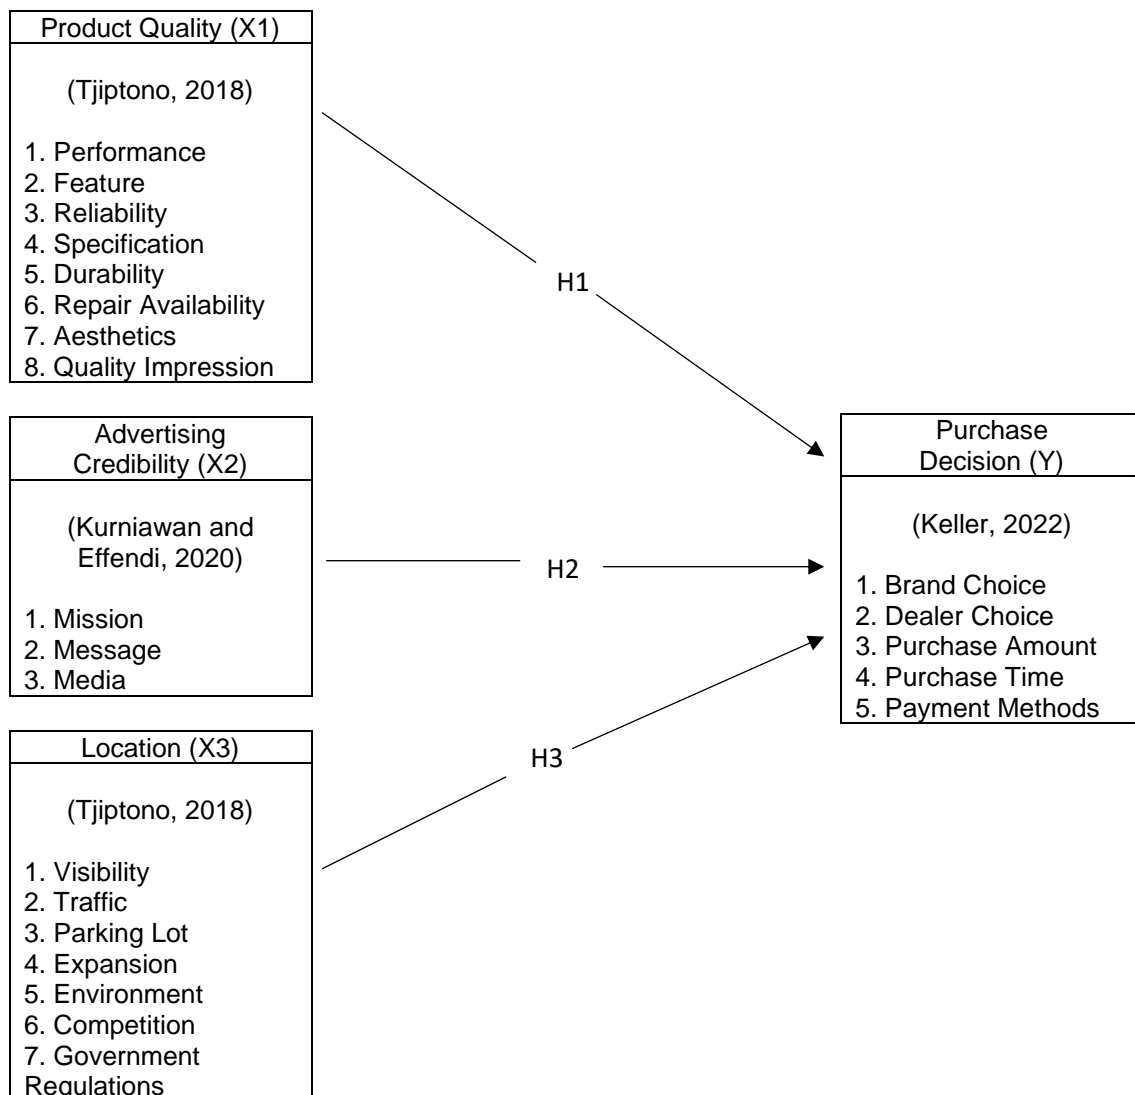 Product Quality (X1)
(Tjiptono, 2018)
1. Performance
2. Feature
3. Reliability
4. Specification
5. Durability
6. Repair Availability
7. Aesthetics
8. Quality Impression
H1
Advertising
Credibility (X2)
(Kurniawan and
Effendi, 2020)
1. Mission
2. Message
3. Media
H2
Purchase
Decision (Y)
(Keller, 2022)
1. Brand Choice
2. Dealer Choice
3. Purchase Amount
4. Purchase Time
5. Payment Methods
Location (X3)
(Tjiptono, 2018)
1. Visibility
2. Traffic
3. Parking Lot
4. Expansion
5. Environment
6. Competition
7. Government
Regulations
H3